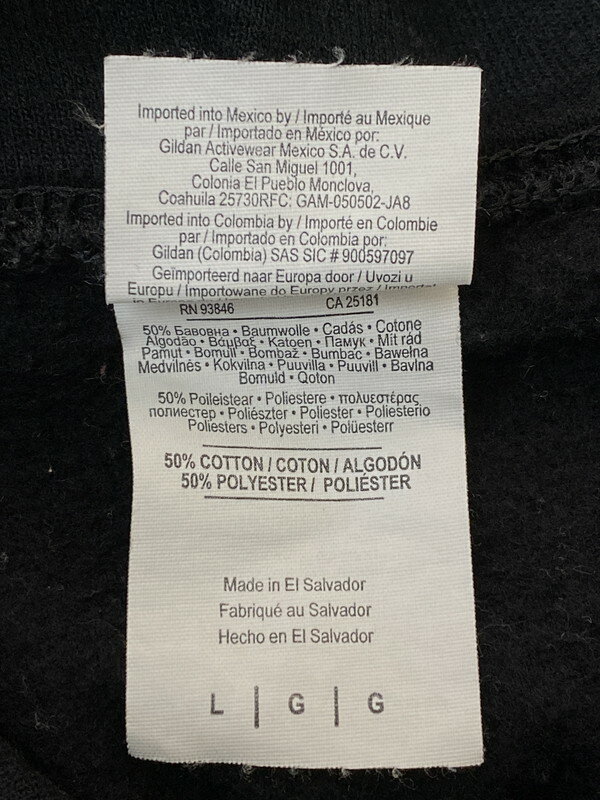 Imported into Mexico by / Importé au Mexique
par / Importado en México por:
Gildan Activewear Mexico S.A. de C.V.
Calle San Miguel 1001,
Colonia El Pueblo Monclova,
Coahuila 25730RFC: GAM-050502-JA8
Imported into Colombia by / Importé en Colombie
par / Importado en Colombia por:
Gildan (Colombia) SAS SIC # 900597097
Geïmporteerd naar Europa door / Uvozi u
Europu / Importowane do Europy przez /
RN 93846 CA 25181
50% Бавовна • Baumwolle • Cadás • Cotone
Algodão • Βάμβαξ • Katoen • Памук • Mit rád
Pamut • Bomull • Bombaž • Bumbac • Bawełna
Medvilnės • Kokvilna • Puuvilla • Puuvill • Bavlna
Bomuld • Qoton
50% Poileistear • Poliestere • πολυεστέρας
полиестер • Poliészter • Poliester • Poliesterio
Poliesters • Polyesteri • Poliüesterr
50% COTTON / COTON / ALGODÓN
50% POLYESTER / POLIÉSTER
Made in El Salvador
Fabriqué au Salvador
Hecho en El Salvador
L | G | G